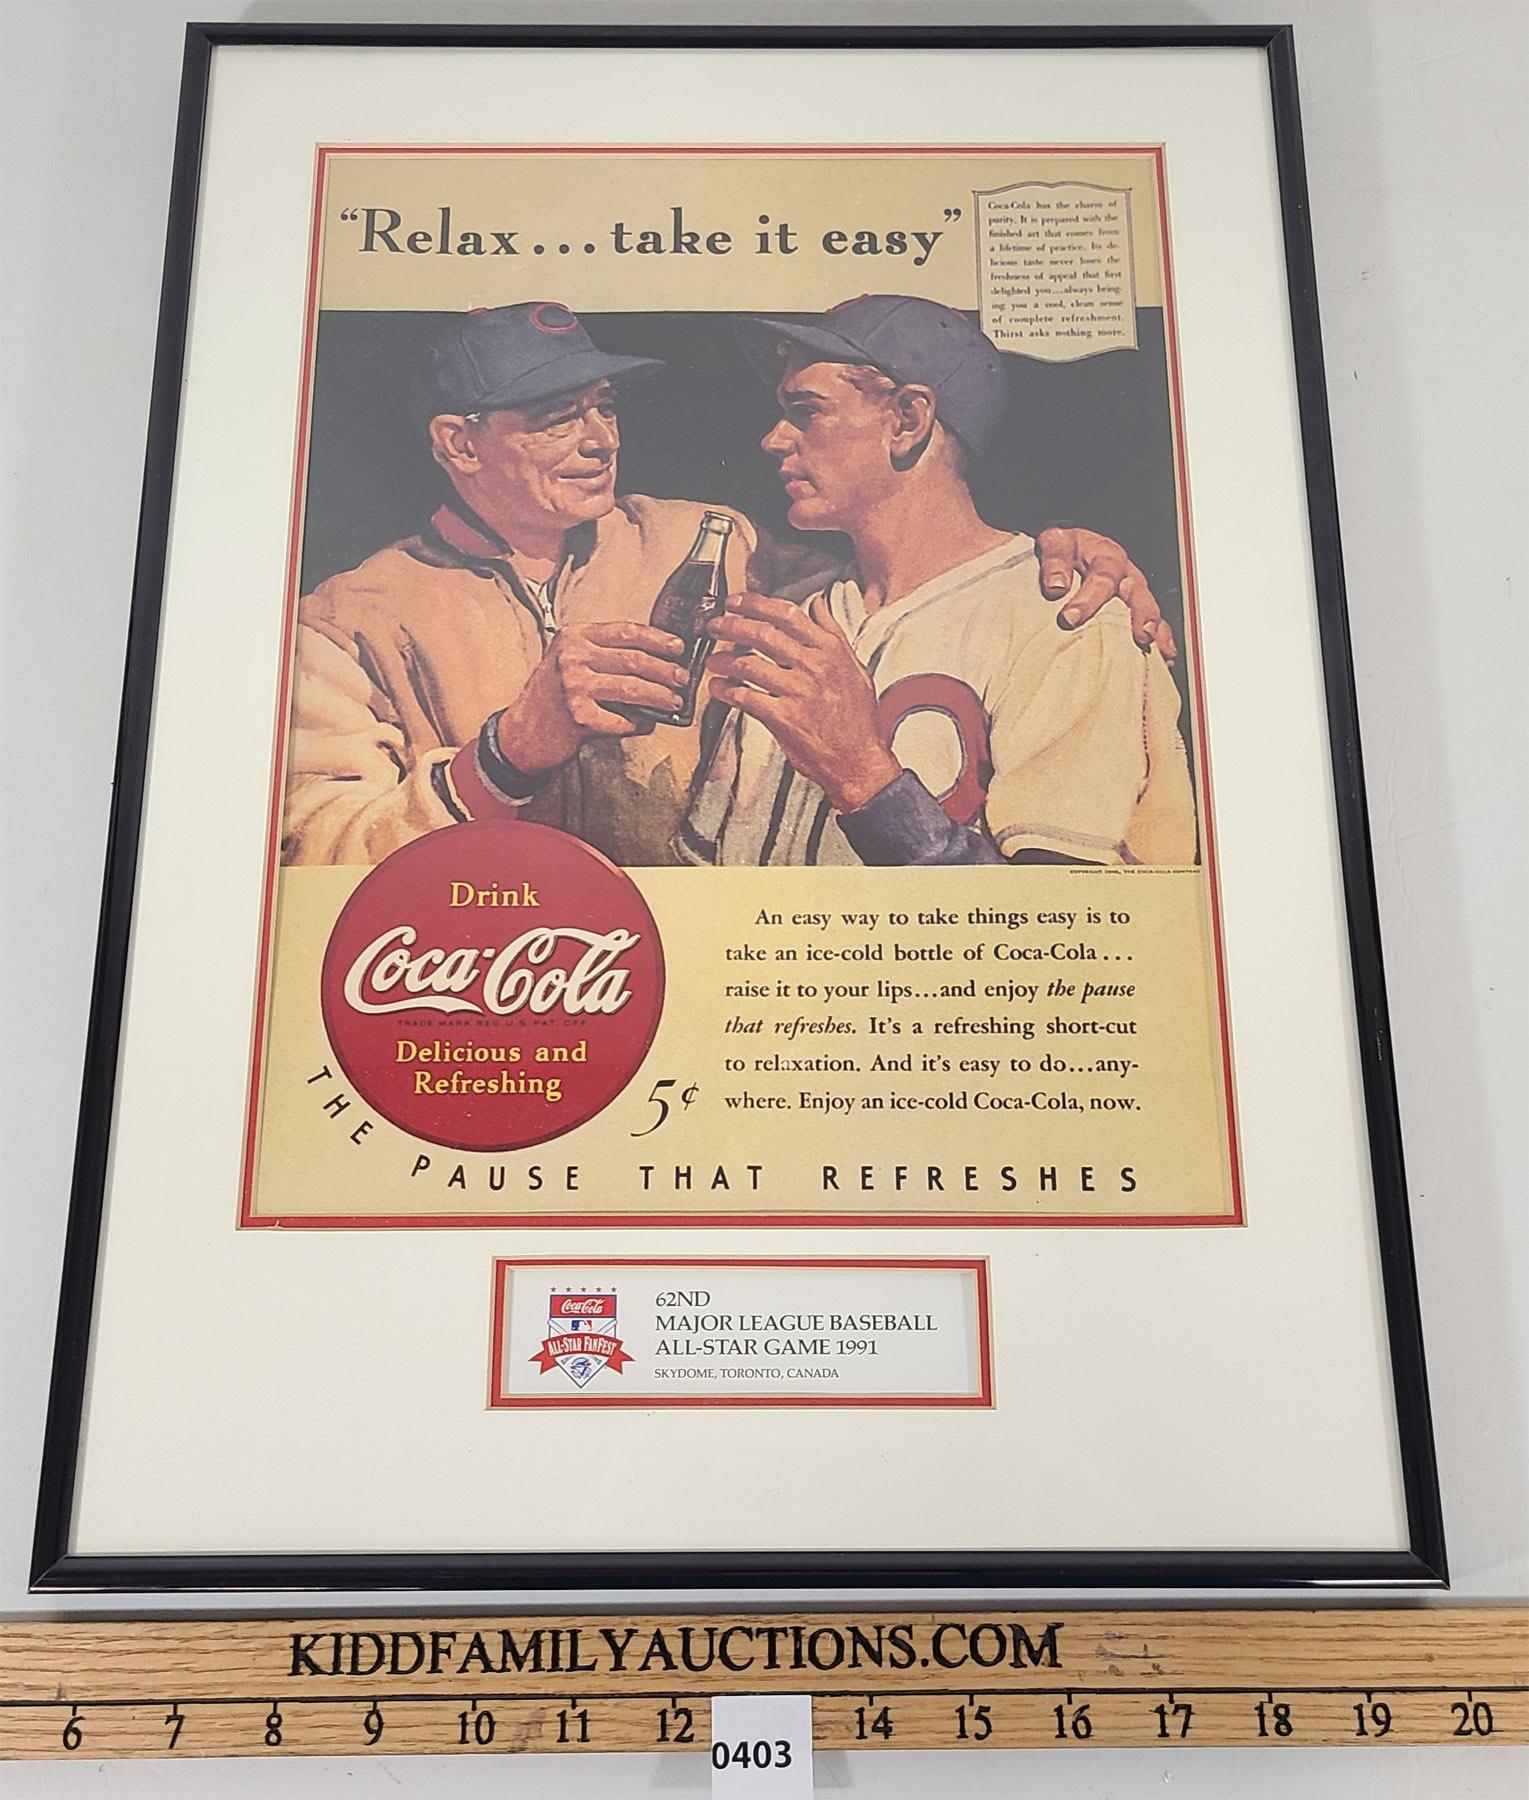 “Relax...take it easy”
Coca-Cola has the charm of
purity. It is prepared with the
finished art that comes from
a lifetime of practice. Its de-
licious taste never loses the
freshness of appeal that first
delighted you...always bring-
ing you a cool, clean sense
of complete refreshment.
Thirst asks nothing more.
C
COPYRIGHT 1940, THE COCA-COLA COMPANY
Drink
Coca-Cola
TRADE MARK REG. U.S. PAT. OFF.
Delicious and
Refreshing
5¢
An easy way to take things easy is to
take an ice-cold bottle of Coca-Cola...
raise it to your lips...and enjoy the pause
that refreshes. It's a refreshing short-cut
to relaxation. And it's easy to do...any-
where. Enjoy an ice-cold Coca-Cola, now.
THE PAUSE THAT REFRESHES
Coca-Cola
ALL-STAR FANFEST
62ND
MAJOR LEAGUE BASEBALL
ALL-STAR GAME 1991
SKYDOME, TORONTO, CANADA
KIDDFAMILYAUCTIONS.COM
6 7 8 9 10 11 12 14 15 16 17 18 19 20
0403